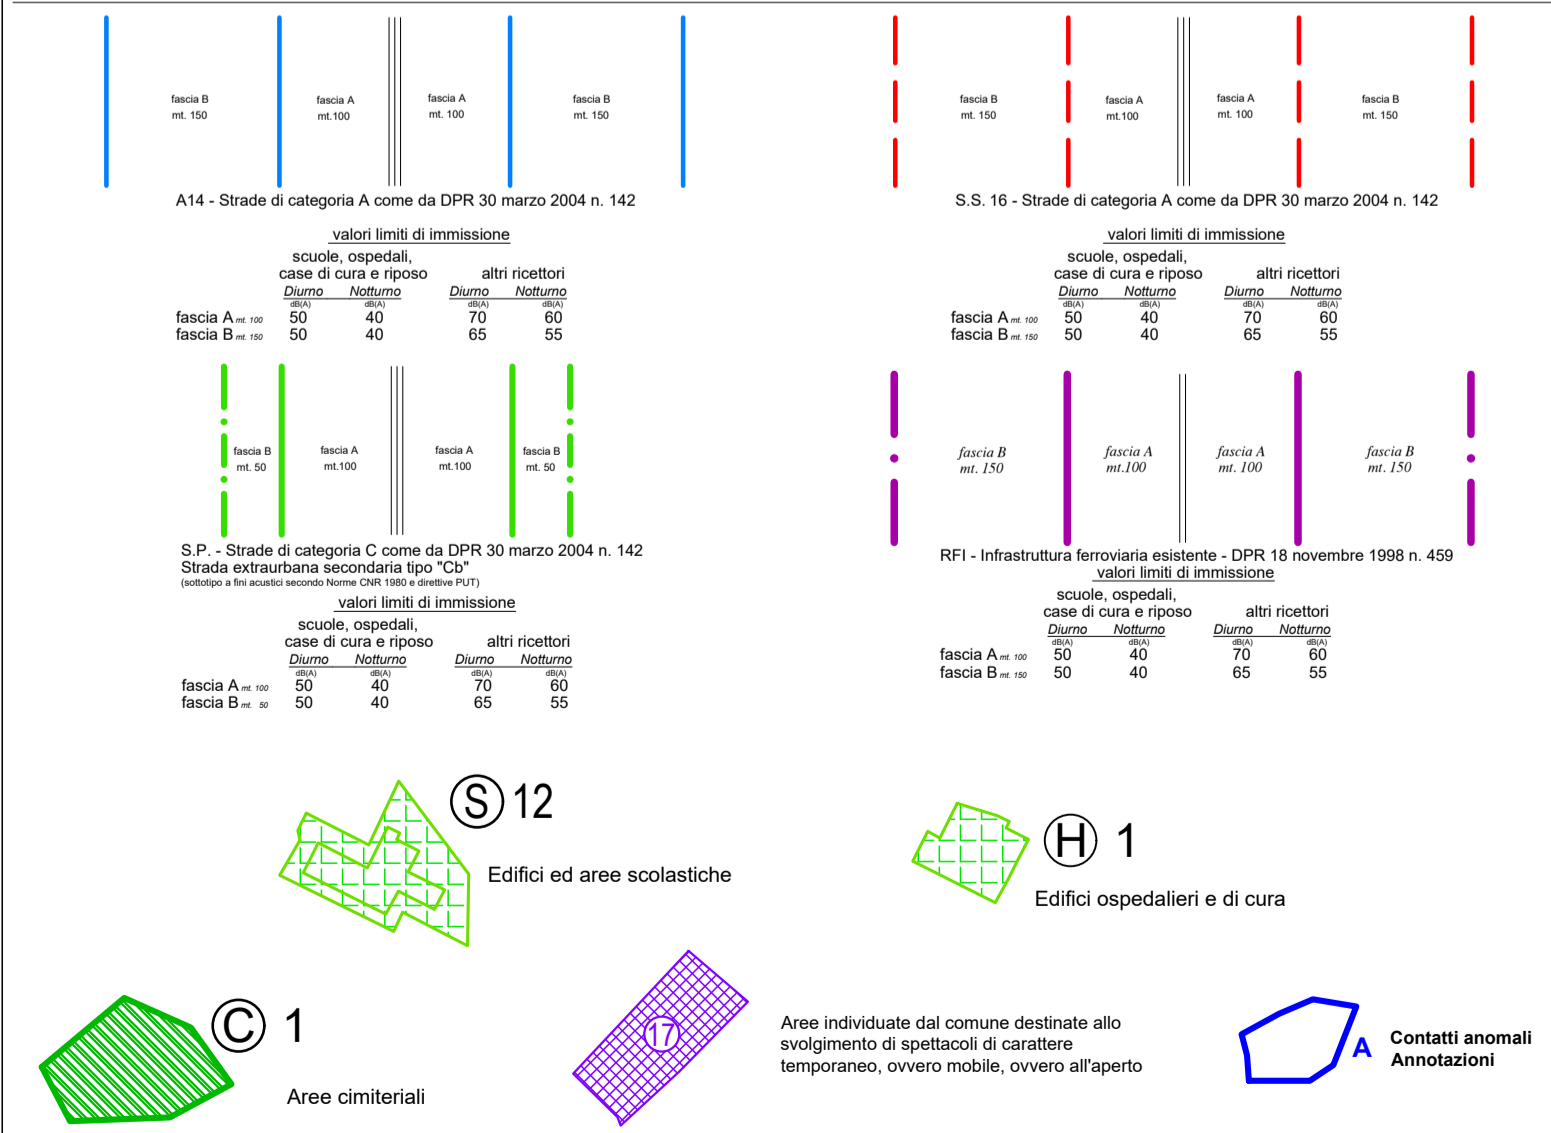 fascia B
mt. 150
fascia A
mt.100
fascia A
mt. 100
fascia B
mt. 150
A14 - Strade di categoria A come da DPR 30 marzo 2004 n. 142
valori limiti di immissione
scuole, ospedali,
case di cura e riposo altri ricettori
Diurno Notturno Diurno Notturno
dB(A) dB(A) dB(A) dB(A)
fascia A mt. 100 50 40 70 60
fascia B mt. 150 50 40 65 55
fascia B
mt. 150
fascia A
mt.100
fascia A
mt. 100
fascia B
mt. 150
S.S. 16 - Strade di categoria A come da DPR 30 marzo 2004 n. 142
valori limiti di immissione
scuole, ospedali,
case di cura e riposo altri ricettori
Diurno Notturno Diurno Notturno
dB(A) dB(A) dB(A) dB(A)
fascia A mt. 100 50 40 70 60
fascia B mt. 150 50 40 65 55
fascia B
mt. 50
fascia A
mt.100
fascia A
mt.100
fascia B
mt. 50
S.P. - Strade di categoria C come da DPR 30 marzo 2004 n. 142
Strada extraurbana secondaria tipo "Cb"
(sottotipo a fini acustici secondo Norme CNR 1980 e direttive PUT)
valori limiti di immissione
scuole, ospedali,
case di cura e riposo altri ricettori
Diurno Notturno Diurno Notturno
dB(A) dB(A) dB(A) dB(A)
fascia A mt. 100 50 40 70 60
fascia B mt. 50 50 40 65 55
fascia B
mt. 150
fascia A
mt.100
fascia A
mt. 100
fascia B
mt. 150
RFI - Infrastruttura ferroviaria esistente - DPR 18 novembre 1998 n. 459
valori limiti di immissione
scuole, ospedali,
case di cura e riposo altri ricettori
Diurno Notturno Diurno Notturno
dB(A) dB(A) dB(A) dB(A)
fascia A mt. 100 50 40 70 60
fascia B mt. 150 50 40 65 55
S 12
Edifici ed aree scolastiche
H 1
Edifici ospedalieri e di cura
C 1
Aree cimiteriali
17
Aree individuate dal comune destinate allo
svolgimento di spettacoli di carattere
temporaneo, ovvero mobile, ovvero all'aperto
A
Contatti anomali
Annotazioni